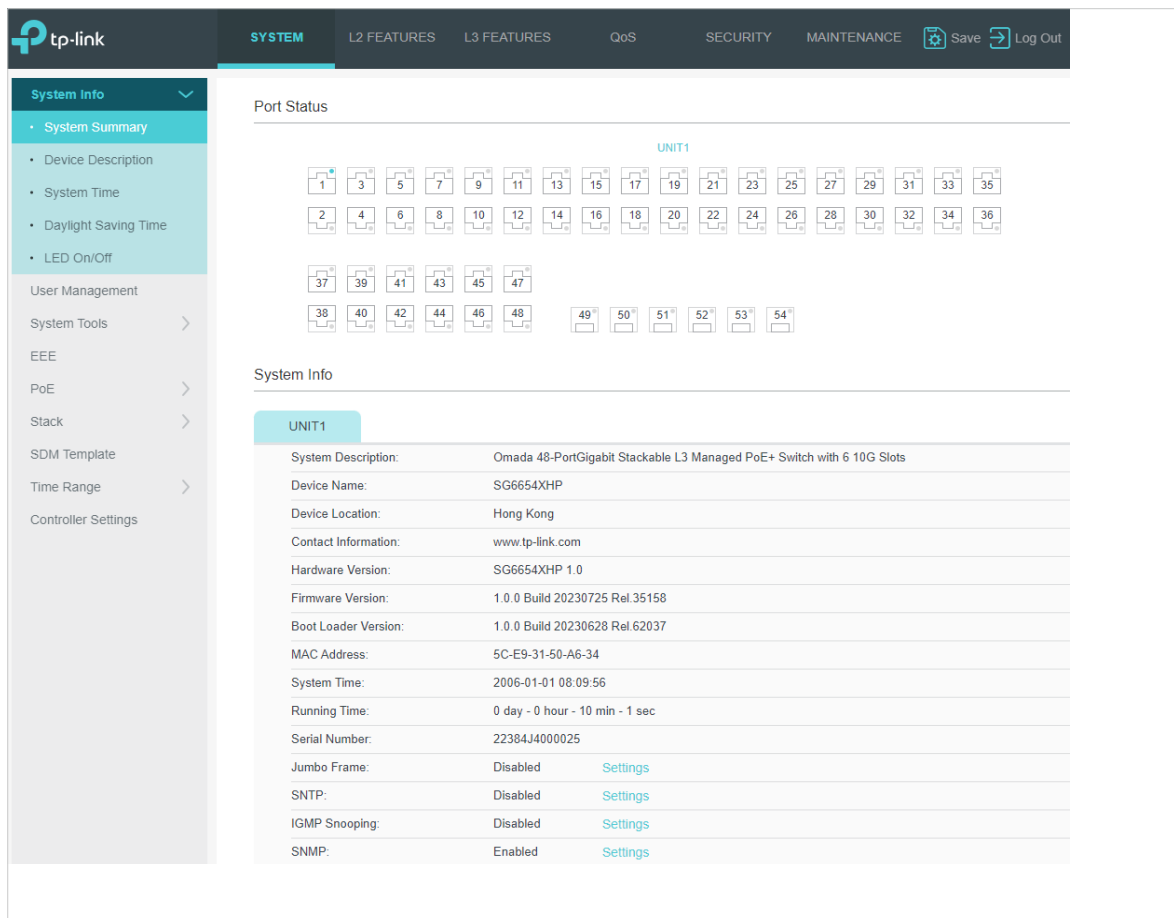 tp-link
SYSTEM L2 FEATURES L3 FEATURES QoS SECURITY MAINTENANCE Save Log Out
System Info
· System Summary
· Device Description
· System Time
· Daylight Saving Time
· LED On/Off
User Management
System Tools
EEE
PoE
Stack
SDM Template
Time Range
Controller Settings
Port Status
UNIT1
1 3 5 7 9 11 13 15 17 19 21 23 25 27 29 31 33 35
2 4 6 8 10 12 14 16 18 20 22 24 26 28 30 32 34 36
37 39 41 43 45 47
38 40 42 44 46 48 49 50 51 52 53 54
System Info
UNIT1
System Description: Omada 48-PortGigabit Stackable L3 Managed PoE+ Switch with 6 10G Slots
Device Name: SG6654XHP
Device Location: Hong Kong
Contact Information: www.tp-link.com
Hardware Version: SG6654XHP 1.0
Firmware Version: 1.0.0 Build 20230725 Rel.35158
Boot Loader Version: 1.0.0 Build 20230628 Rel.62037
MAC Address: 5C-E9-31-50-A6-34
System Time: 2006-01-01 08:09:56
Running Time: 0 day - 0 hour - 10 min - 1 sec
Serial Number: 22384J4000025
Jumbo Frame: Disabled Settings
SNTP: Disabled Settings
IGMP Snooping: Disabled Settings
SNMP: Enabled Settings